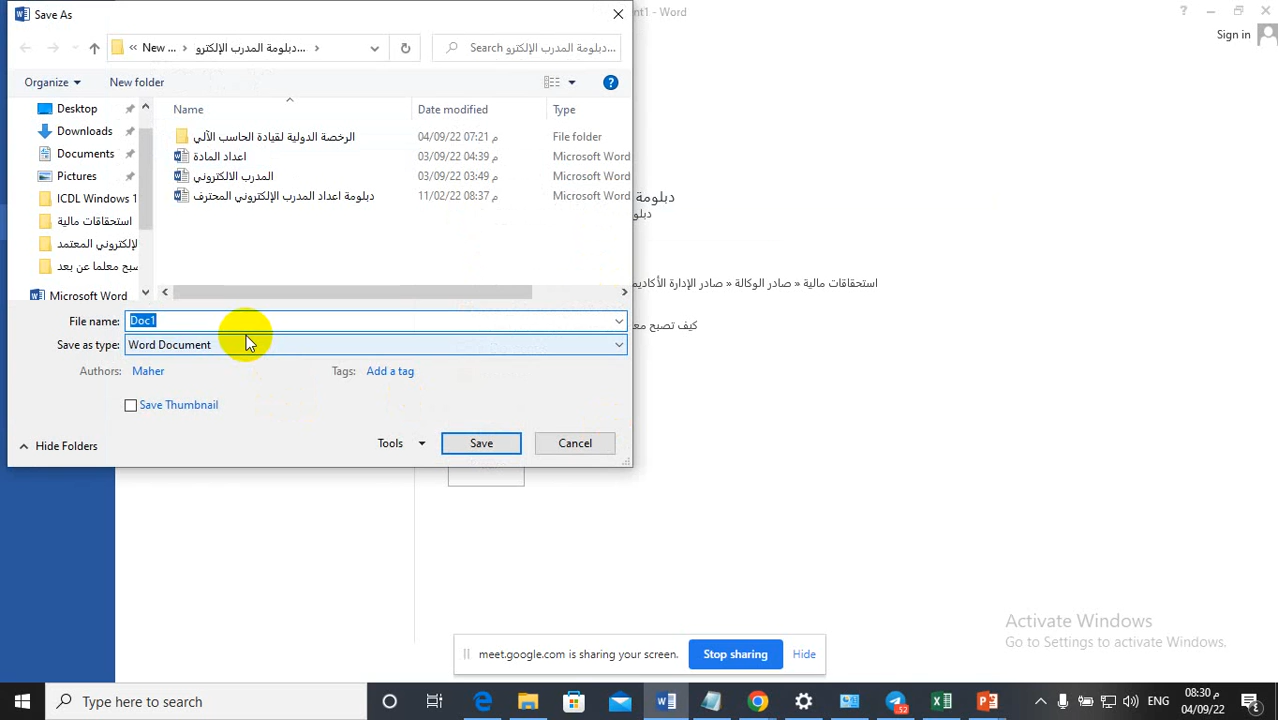 Save As
nt1 - Word
Sign in
New ...
دبلومة المدرب الإلكترو...
Search دبلومة المدرب الإلكترو...
Organize
New folder
Name
Date modified
Type
Desktop
Downloads
Documents
Pictures
ICDL Windows 1
استحقاقات مالية
لإلكتروني المعتمد
صبح معلما عن بعد
Microsoft Word
الرخصة الدولية لقيادة الحاسب الآلي
04/09/22 07:21 م
File folder
اعداد المادة
03/09/22 04:39 م
Microsoft Word
المدرب الالكتروني
03/09/22 03:49 م
Microsoft Word
دبلومة اعداد المدرب الإلكتروني المحترف
11/02/22 08:37 م
Microsoft Word
دبلومة
دبلو
استحقاقات مالية » صادر الوكالة » صادر الإدارة الأكاديم
كيف تصبح مع
File name:
Doc1
Save as type:
Word Document
Authors:
Maher
Tags:
Add a tag
Save Thumbnail
Hide Folders
Tools
Save
Cancel
Activate Windows
Go to Settings to activate Windows.
meet.google.com is sharing your screen.
Stop sharing
Hide
Type here to search
52
ENG
08:30 م
04/09/22
3